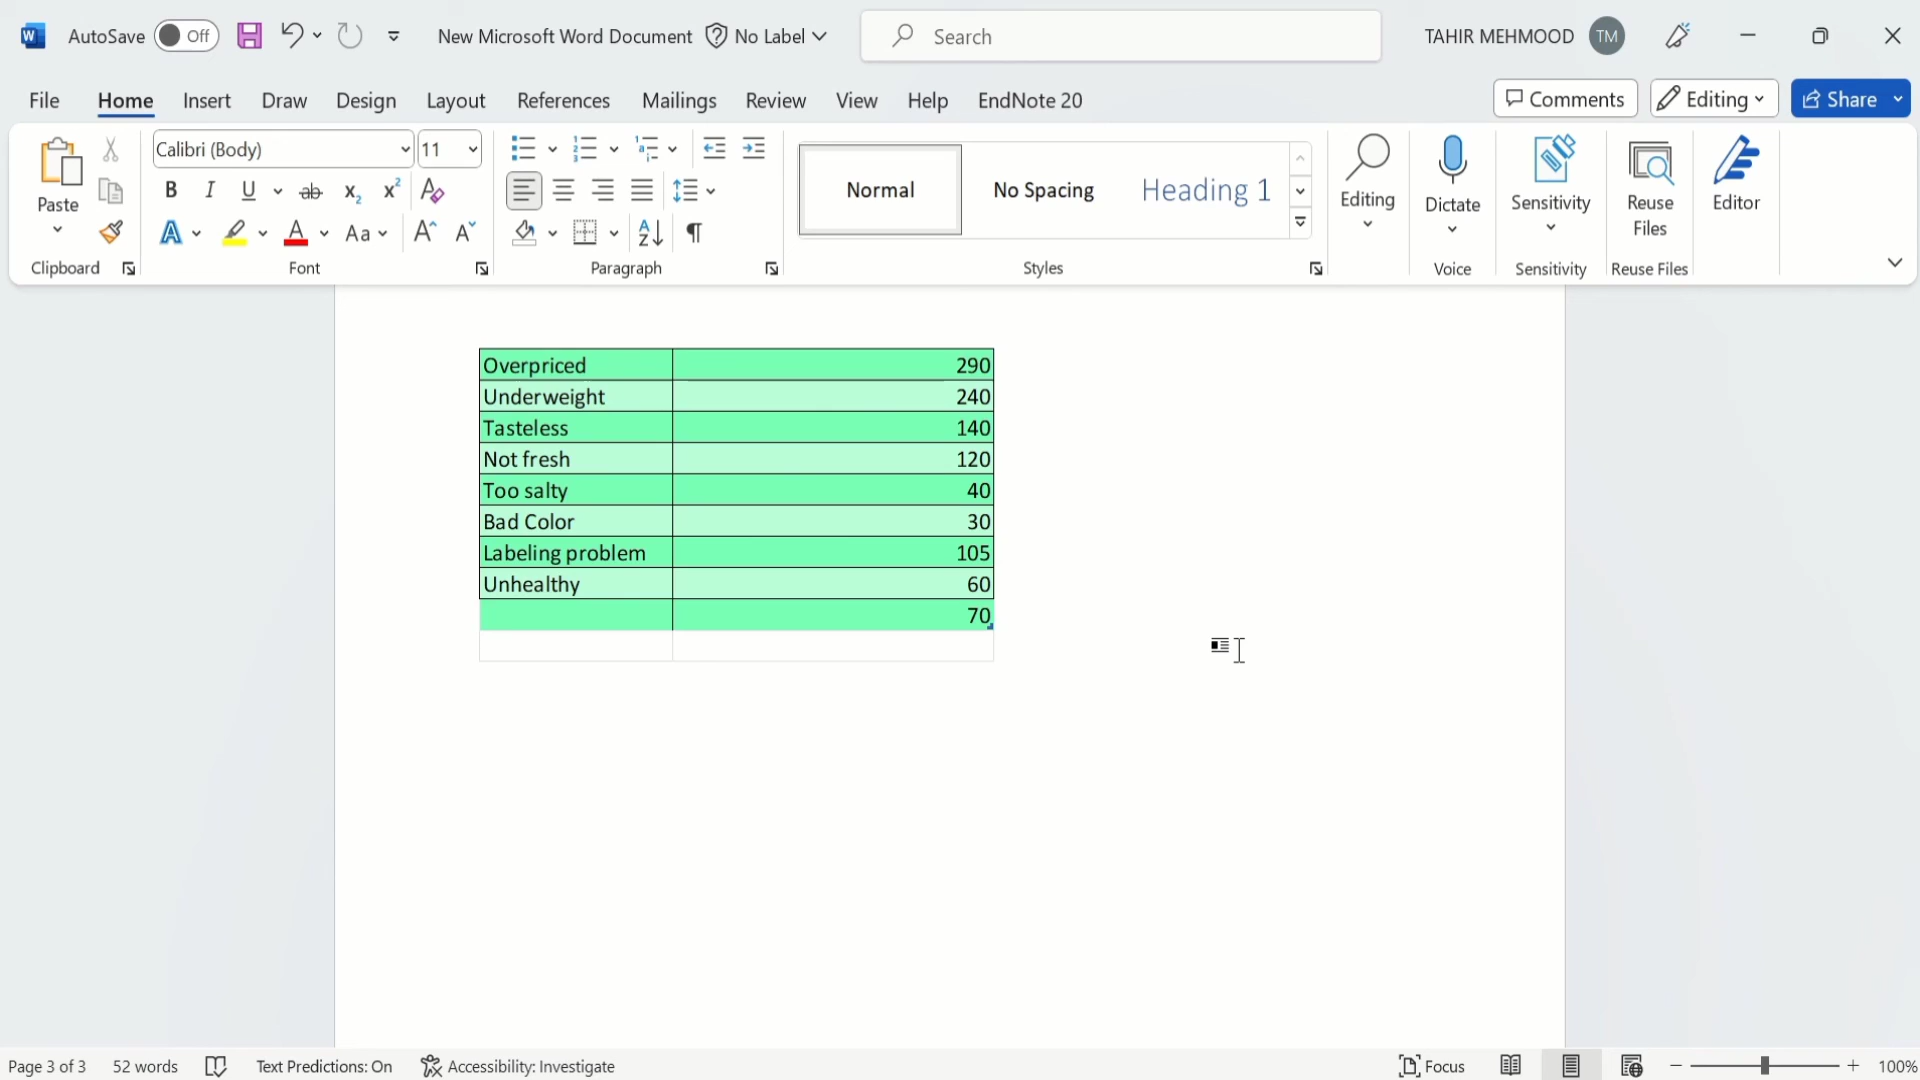 AutoSave Off New Microsoft Word Document No Label Search TAHIR MEHMOOD TM
File Home Insert Draw Design Layout References Mailings Review View Help EndNote 20 Comments Editing Share
Paste
Clipboard
Calibri (Body) 11
B I U ab x₂ x² A
A A Aa A A
Font
A Z ¶
Paragraph
Normal No Spacing Heading 1
Styles
Editing
Dictate
Voice
Sensitivity
Sensitivity
Reuse
Files
Reuse Files
Editor
Overpriced 290
Underweight 240
Tasteless 140
Not fresh 120
Too salty 40
Bad Color 30
Labeling problem 105
Unhealthy 60
70
Page 3 of 3 52 words Text Predictions: On Accessibility: Investigate Focus 100%